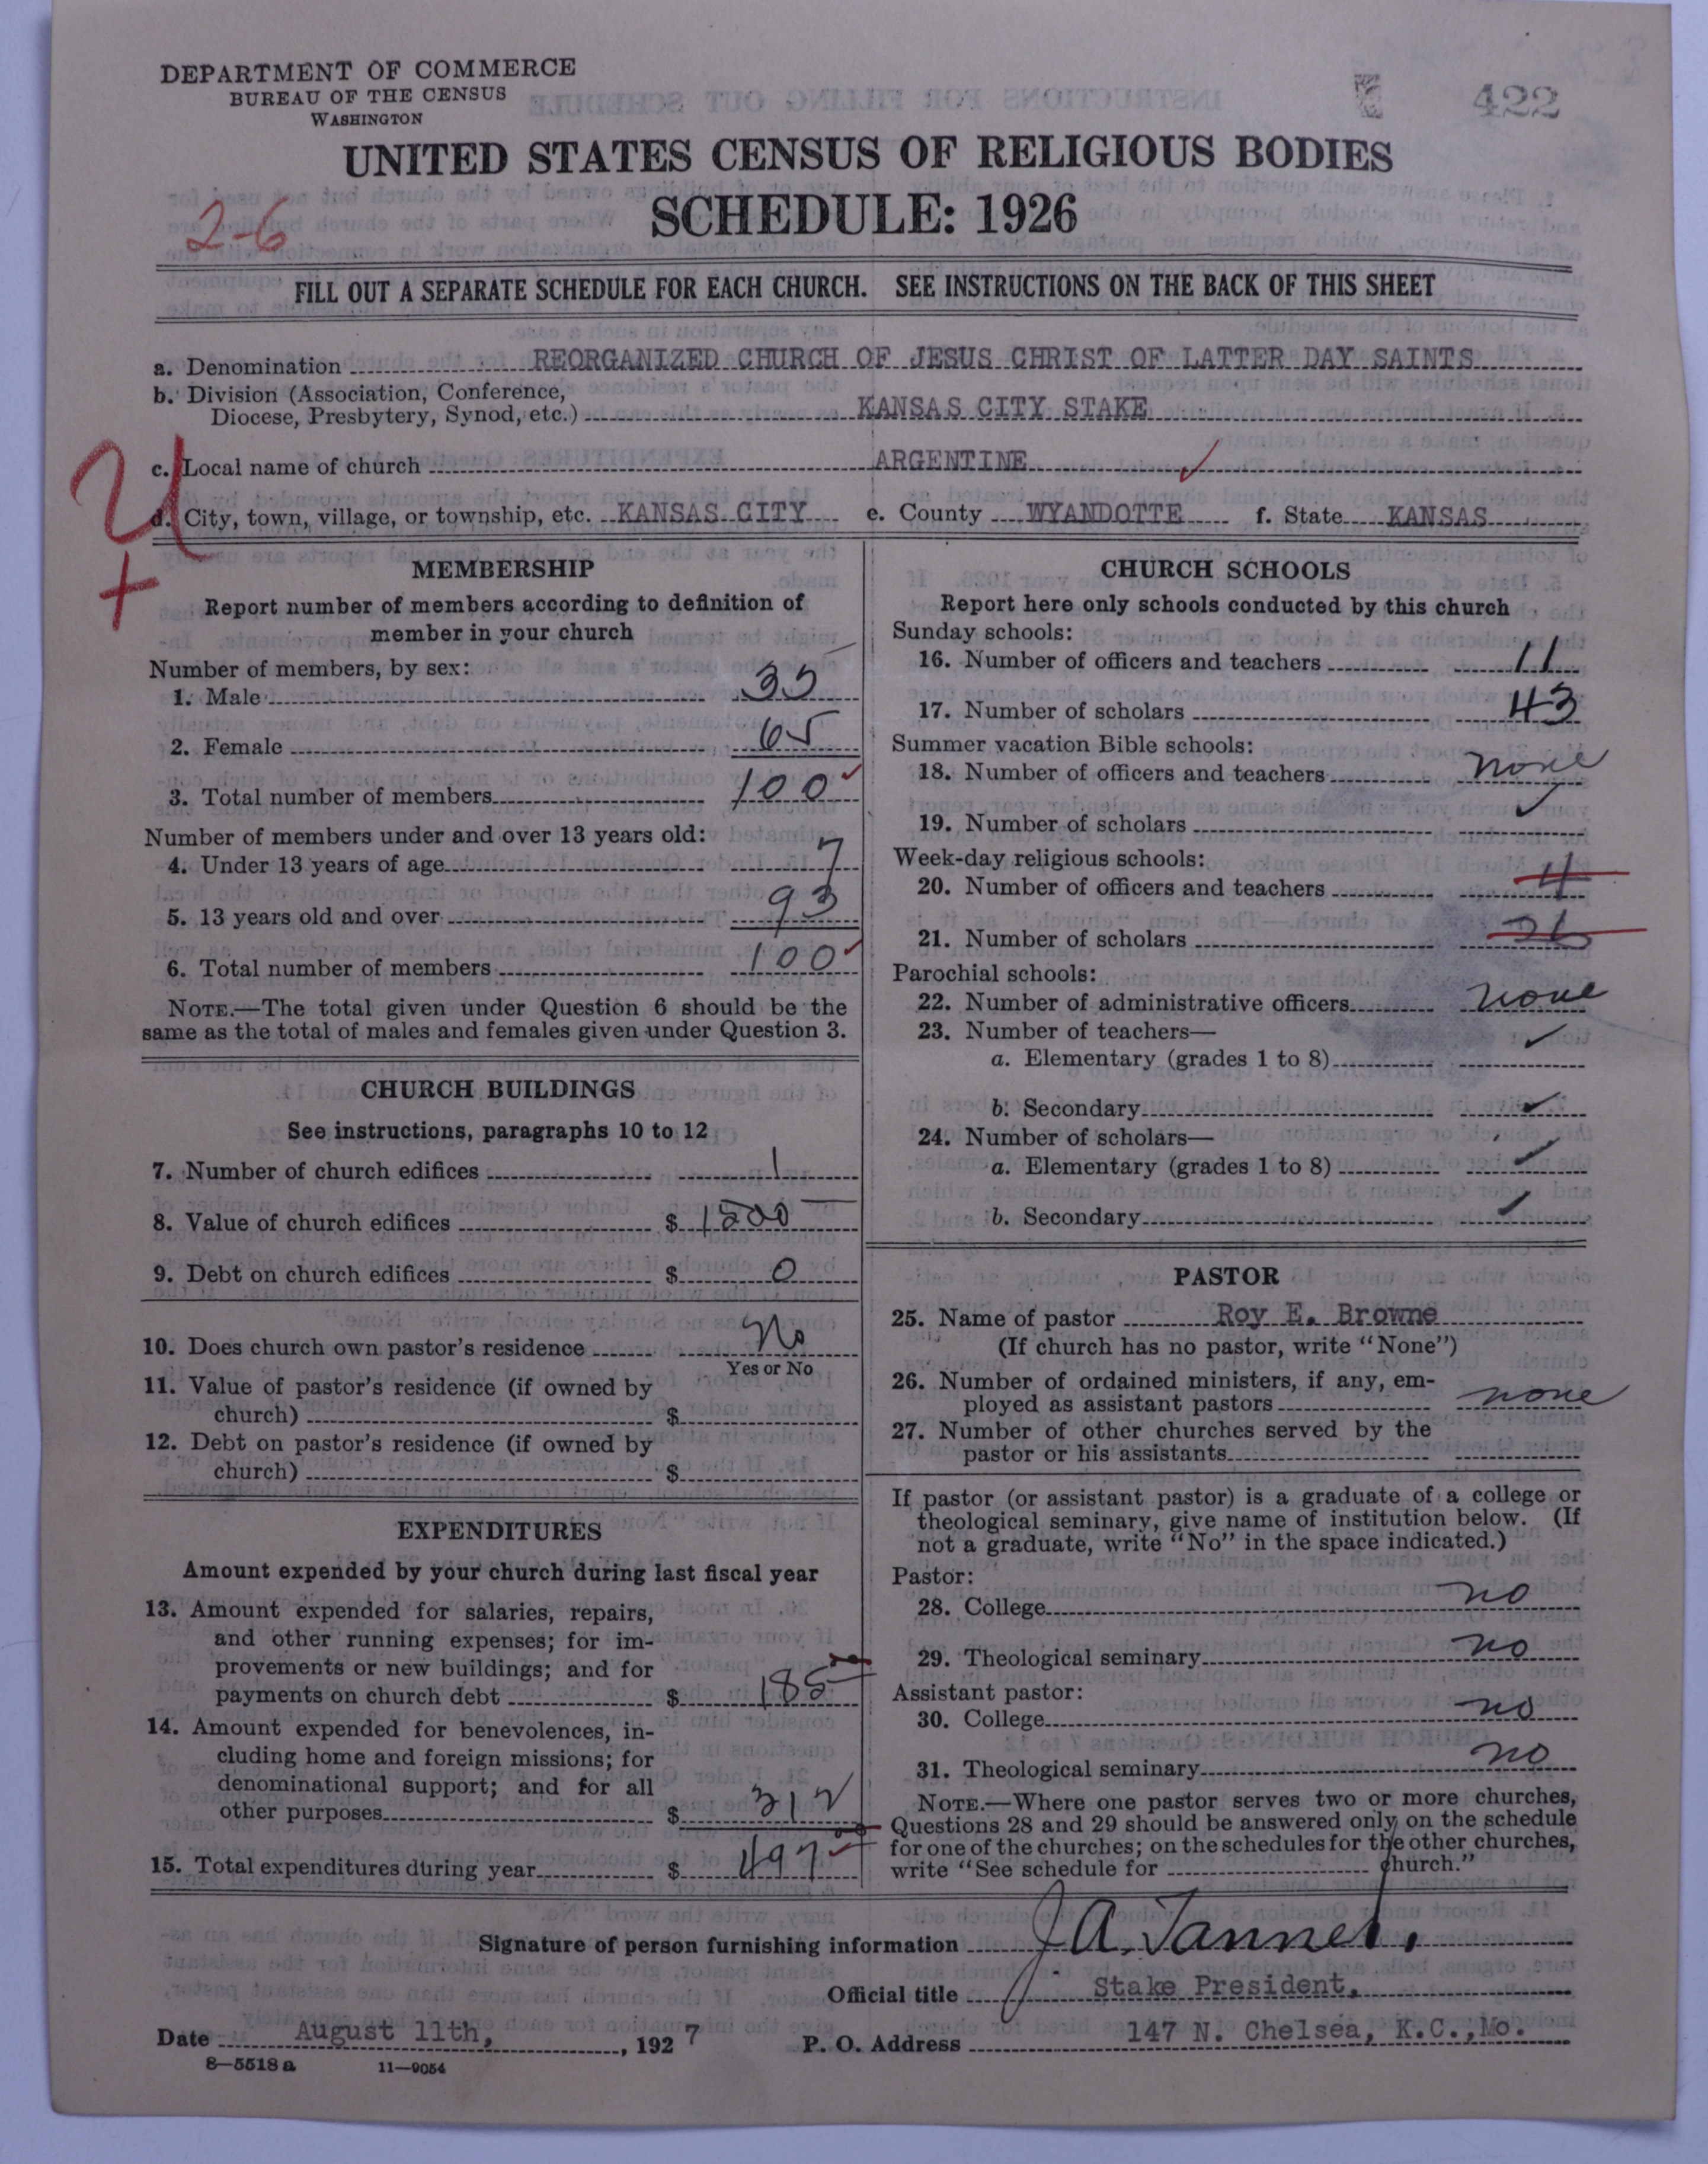 DEPARTMENT OF COMMERCE
BUREAU OF THE CENSUS
WASHINGTON
422
UNITED STATES CENSUS OF RELIGIOUS BODIES
SCHEDULE: 1926
2-6
FILL OUT A SEPARATE SCHEDULE FOR EACH CHURCH. SEE INSTRUCTIONS ON THE BACK OF THIS SHEET
a. Denomination REORGANIZED CHURCH OF JESUS CHRIST OF LATTER DAY SAINTS
b. Division (Association, Conference,
Diocese, Presbytery, Synod, etc.) KANSAS CITY STAKE
c. Local name of church ARGENTINE ✓
d. City, town, village, or township, etc. KANSAS CITY e. County WYANDOTTE f. State KANSAS
MEMBERSHIP
Report number of members according to definition of
member in your church
Number of members, by sex:
1. Male 35
2. Female 65
3. Total number of members 100 ✓
Number of members under and over 13 years old:
4. Under 13 years of age 7
5. 13 years old and over 93
6. Total number of members 100 ✓
NOTE.—The total given under Question 6 should be the
same as the total of males and females given under Question 3.
CHURCH BUILDINGS
See instructions, paragraphs 10 to 12
7. Number of church edifices 1
8. Value of church edifices $
9. Debt on church edifices $ 0
10. Does church own pastor's residence No
Yes or No
11. Value of pastor's residence (if owned by
church) $
12. Debt on pastor's residence (if owned by
church) $
EXPENDITURES
Amount expended by your church during last fiscal year
13. Amount expended for salaries, repairs,
and other running expenses; for im-
provements or new buildings; and for
payments on church debt $ 185
14. Amount expended for benevolences, in-
cluding home and foreign missions; for
denominational support; and for all
other purposes $ 312
15. Total expenditures during year $ 497 ✓
CHURCH SCHOOLS
Report here only schools conducted by this church
Sunday schools:
16. Number of officers and teachers 11
17. Number of scholars 43
Summer vacation Bible schools:
18. Number of officers and teachers none
19. Number of scholars ✓
Week-day religious schools:
20. Number of officers and teachers 4
21. Number of scholars
Parochial schools:
22. Number of administrative officers none
23. Number of teachers—
a. Elementary (grades 1 to 8) ✓
b. Secondary ✓
24. Number of scholars—
a. Elementary (grades 1 to 8) ✓
b. Secondary ✓
PASTOR
25. Name of pastor Roy E. Browne
(If church has no pastor, write "None")
26. Number of ordained ministers, if any, em-
ployed as assistant pastors none
27. Number of other churches served by the
pastor or his assistants
If pastor (or assistant pastor) is a graduate of a college or
theological seminary, give name of institution below. (If
not a graduate, write "No" in the space indicated.)
Pastor:
28. College no
29. Theological seminary no
Assistant pastor:
30. College no
31. Theological seminary no
NOTE.—Where one pastor serves two or more churches,
Questions 28 and 29 should be answered only on the schedule
for one of the churches; on the schedules for the other churches,
write "See schedule for church."
Signature of person furnishing information J. A. Tanner.
Official title Stake President,
Date August 11th, 1927 P. O. Address 147 N. Chelsea, K.C., Mo.
8—5518a 11—9054